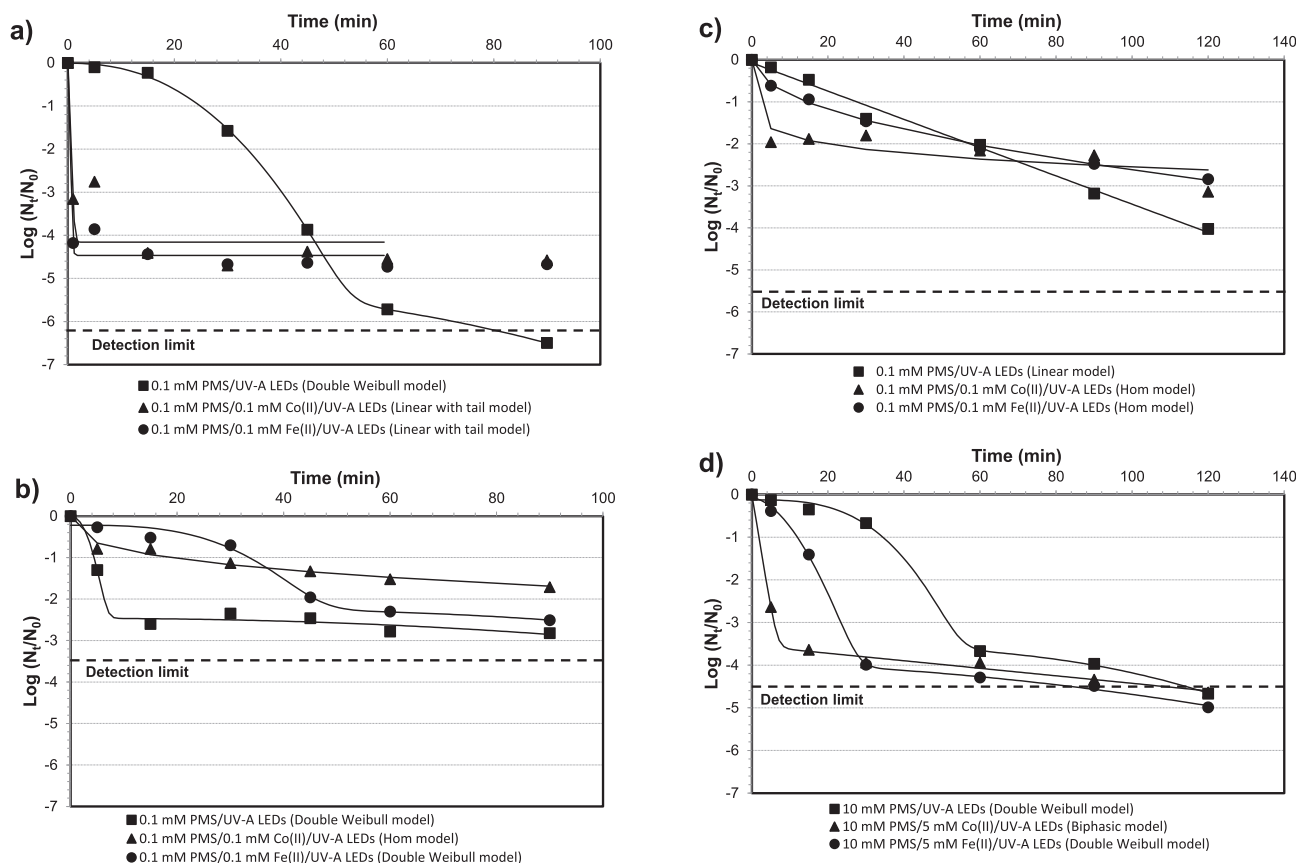 a)
Time (min)
0 20 40 60 80 100
Log (Nt/N0)
0
-1
-2
-3
-4
-5
-6
-7
Detection limit
0.1 mM PMS/UV-A LEDs (Double Weibull model)
0.1 mM PMS/0.1 mM Co(II)/UV-A LEDs (Linear with tail model)
0.1 mM PMS/0.1 mM Fe(II)/UV-A LEDs (Linear with tail model)
b)
Time (min)
0 20 40 60 80 100
Log (Nt/N0)
0
-1
-2
-3
-4
-5
-6
-7
Detection limit
0.1 mM PMS/UV-A LEDs (Double Weibull model)
0.1 mM PMS/0.1 mM Co(II)/UV-A LEDs (Hom model)
0.1 mM PMS/0.1 mM Fe(II)/UV-A LEDs (Double Weibull model)
c)
Time (min)
0 20 40 60 80 100 120 140
Log (Nt/N0)
0
-1
-2
-3
-4
-5
-6
-7
Detection limit
0.1 mM PMS/UV-A LEDs (Linear model)
0.1 mM PMS/0.1 mM Co(II)/UV-A LEDs (Hom model)
0.1 mM PMS/0.1 mM Fe(II)/UV-A LEDs (Hom model)
d)
Time (min)
0 20 40 60 80 100 120 140
Log (Nt/N0)
0
-1
-2
-3
-4
-5
-6
-7
Detection limit
10 mM PMS/UV-A LEDs (Double Weibull model)
10 mM PMS/5 mM Co(II)/UV-A LEDs (Biphasic model)
10 mM PMS/5 mM Fe(II)/UV-A LEDs (Double Weibull model)